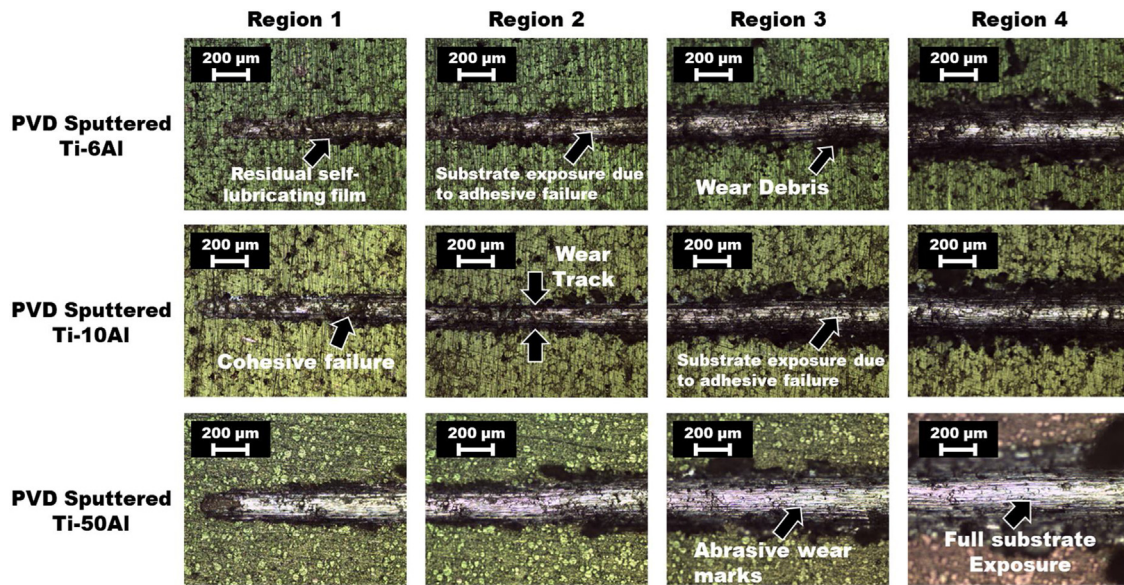 Region 1
Region 2
Region 3
Region 4
PVD Sputtered
Ti-6Al
200 µm
Residual self-
lubricating film
200 µm
Substrate exposure due
to adhesive failure
200 µm
Wear Debris
200 µm
PVD Sputtered
Ti-10Al
200 µm
Cohesive failure
200 µm
Wear
Track
200 µm
Substrate exposure due
to adhesive failure
200 µm
PVD Sputtered
Ti-50Al
200 µm
200 µm
200 µm
Abrasive wear
marks
200 µm
Full substrate
Exposure